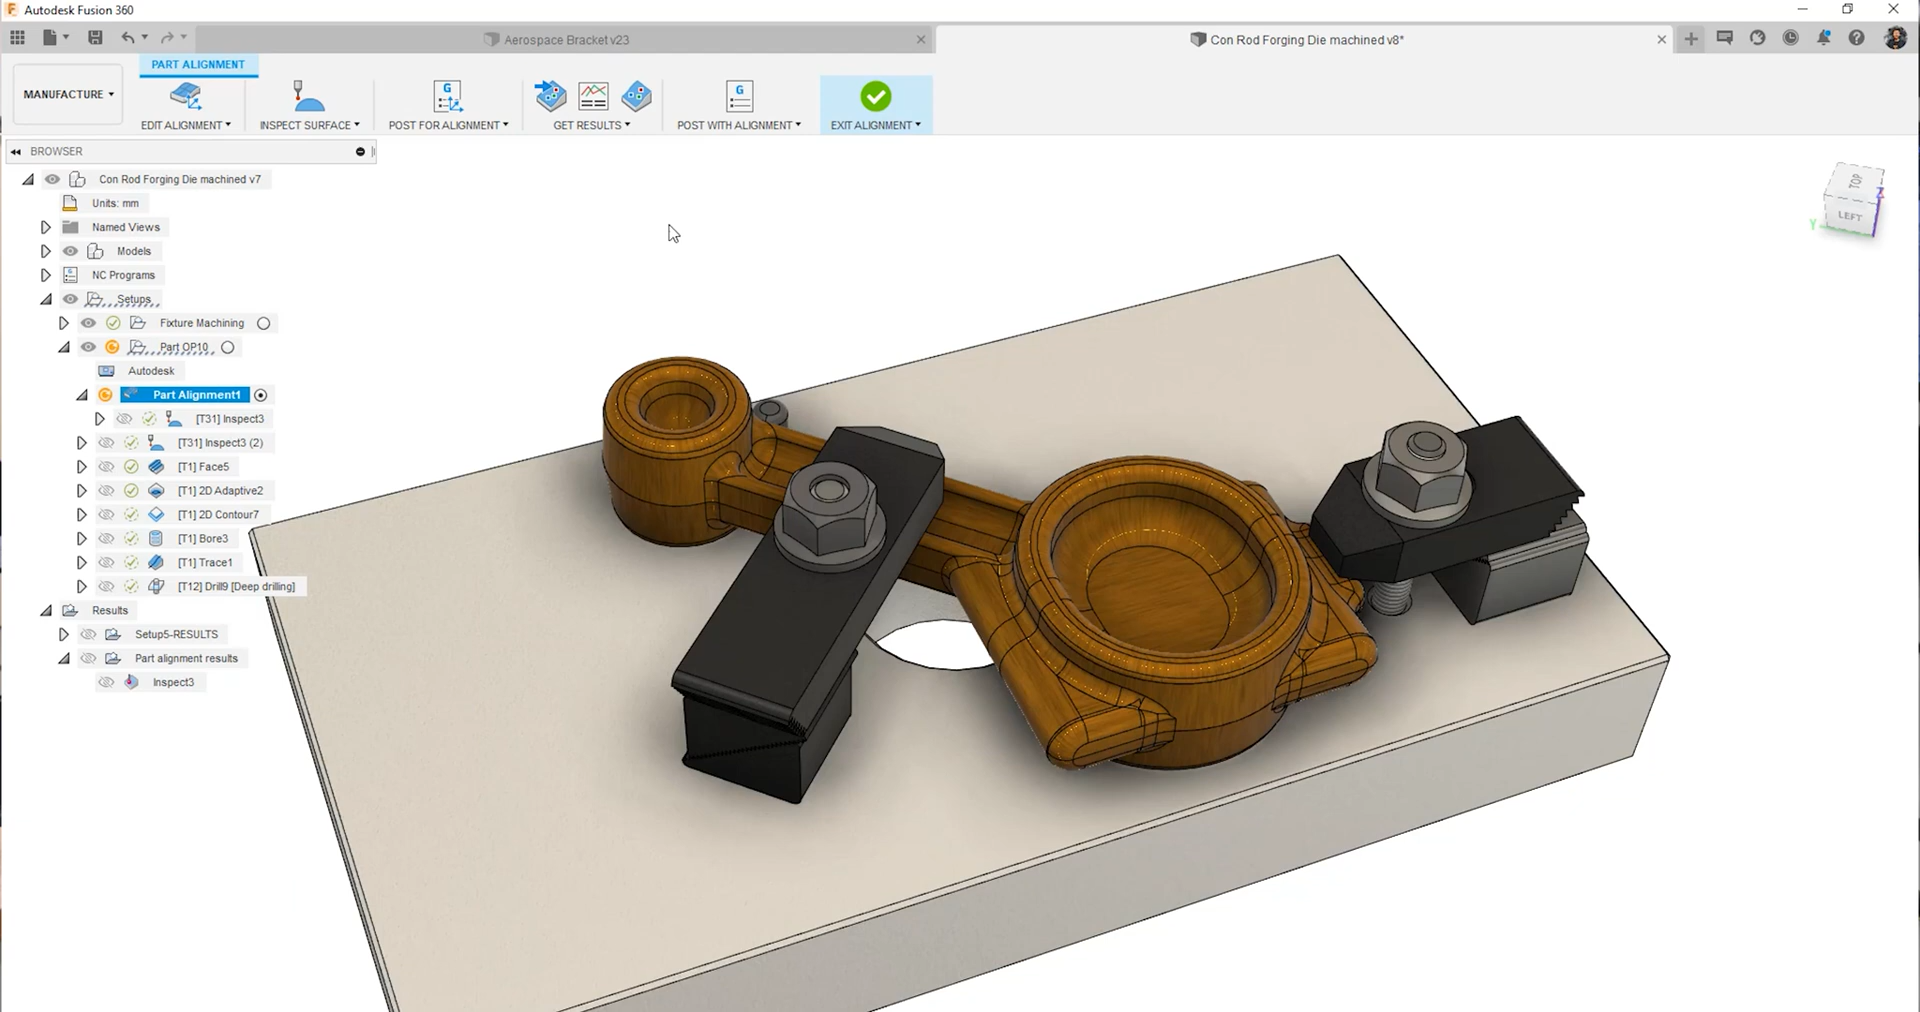 Autodesk Fusion 360
Aerospace Bracket v23
Con Rod Forging Die machined v8*
PART ALIGNMENT
MANUFACTURE
EDIT ALIGNMENT
INSPECT SURFACE
G
POST FOR ALIGNMENT
GET RESULTS
G
POST WITH ALIGNMENT
EXIT ALIGNMENT
BROWSER
Con Rod Forging Die machined v7
Units: mm
Named Views
Models
NC Programs
Setups
Fixture Machining
Part OP10
Autodesk
Part Alignment1
[T31] Inspect3
[T31] Inspect3 (2)
[T1] Face5
[T1] 2D Adaptive2
[T1] 2D Contour7
[T1] Bore3
[T1] Trace1
[T12] Drill9 [Deep drilling]
Results
Setup5-RESULTS
Part alignment results
Inspect3
TOP
LEFT
Z
Y